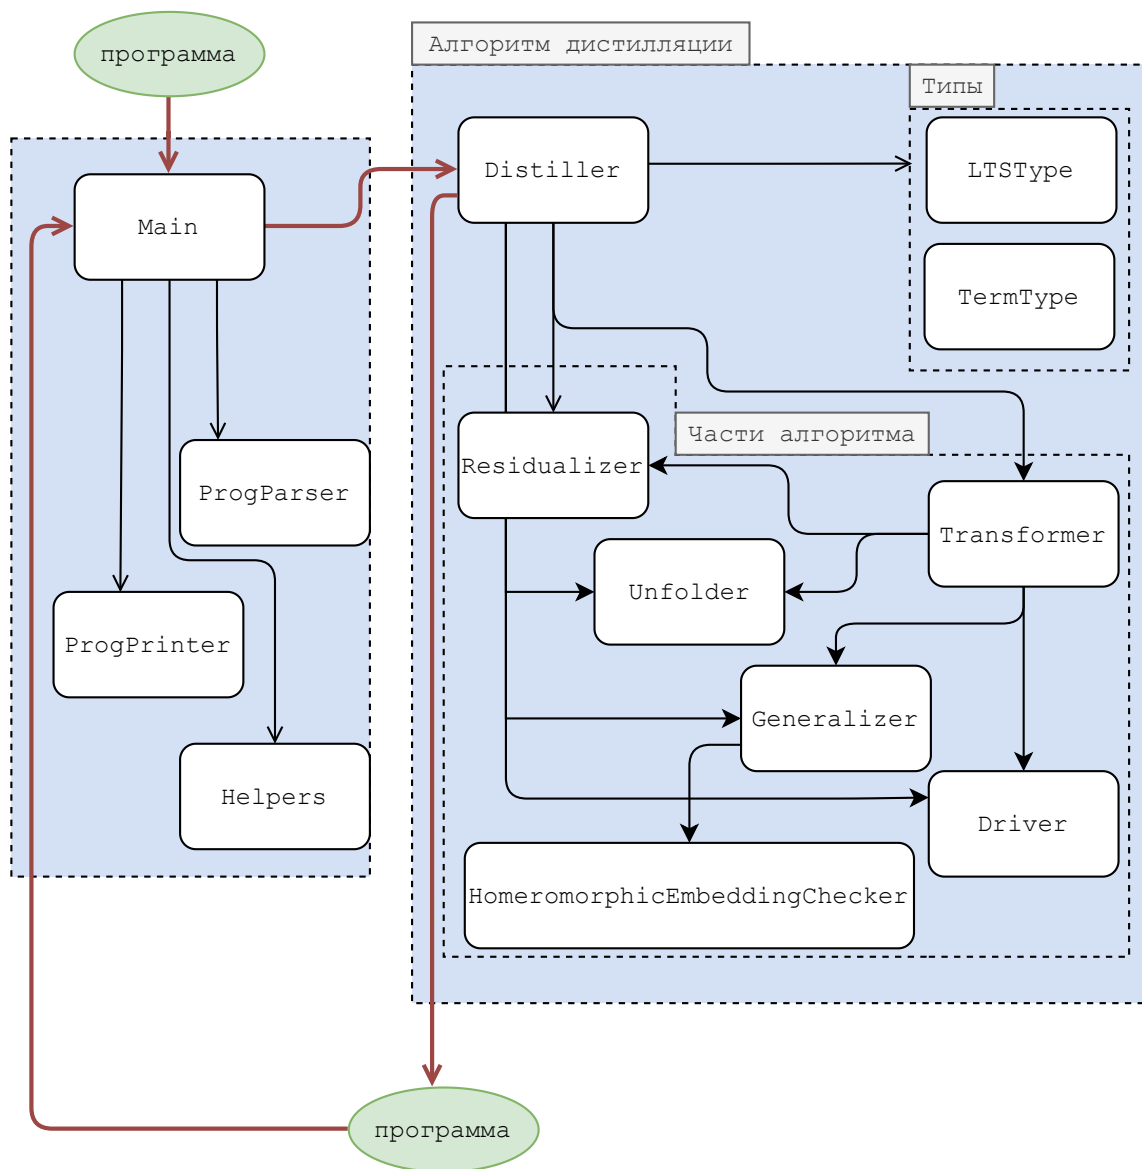 программа
Алгоритм дистилляции
Типы
Main
Distiller
LTSType
TermType
Части алгоритма
Residualizer
ProgParser
Transformer
Unfolder
ProgPrinter
Generalizer
Helpers
Driver
HomeromorphicEmbeddingChecker
программа